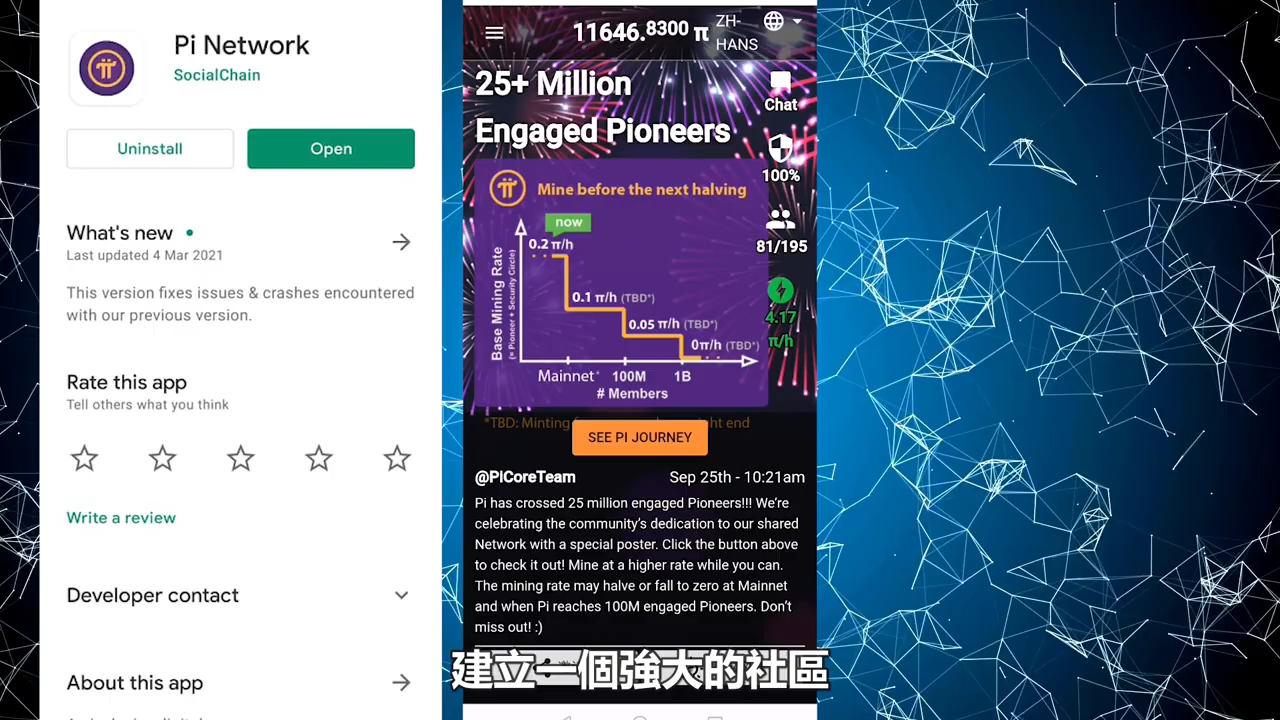 Pi Network
SocialChain
Uninstall
Open
What's new
Last updated 4 Mar 2021
This version fixes issues & crashes encountered
with our previous version.
Rate this app
Tell others what you think
Write a review
Developer contact
About this app
11646.8300 π
ZH-
HANS
25+ Million
Engaged Pioneers
Chat
100%
81/195
4.17
π/h
Mine before the next halving
now
0.2 π/h
0.1 π/h (TBD*)
0.05 π/h (TBD*)
0π/h (TBD*)
Base Mining Rate
(= Pioneer + Security Circle)
Mainnet* 100M 1B
# Members
*TBD: Minting
ht end
SEE PI JOURNEY
@PiCoreTeam
Sep 25th - 10:21am
Pi has crossed 25 million engaged Pioneers!!! We're
celebrating the community's dedication to our shared
Network with a special poster. Click the button above
to check it out! Mine at a higher rate while you can.
The mining rate may halve or fall to zero at Mainnet
and when Pi reaches 100M engaged Pioneers. Don't
miss out! :)
建立一個強大的社區